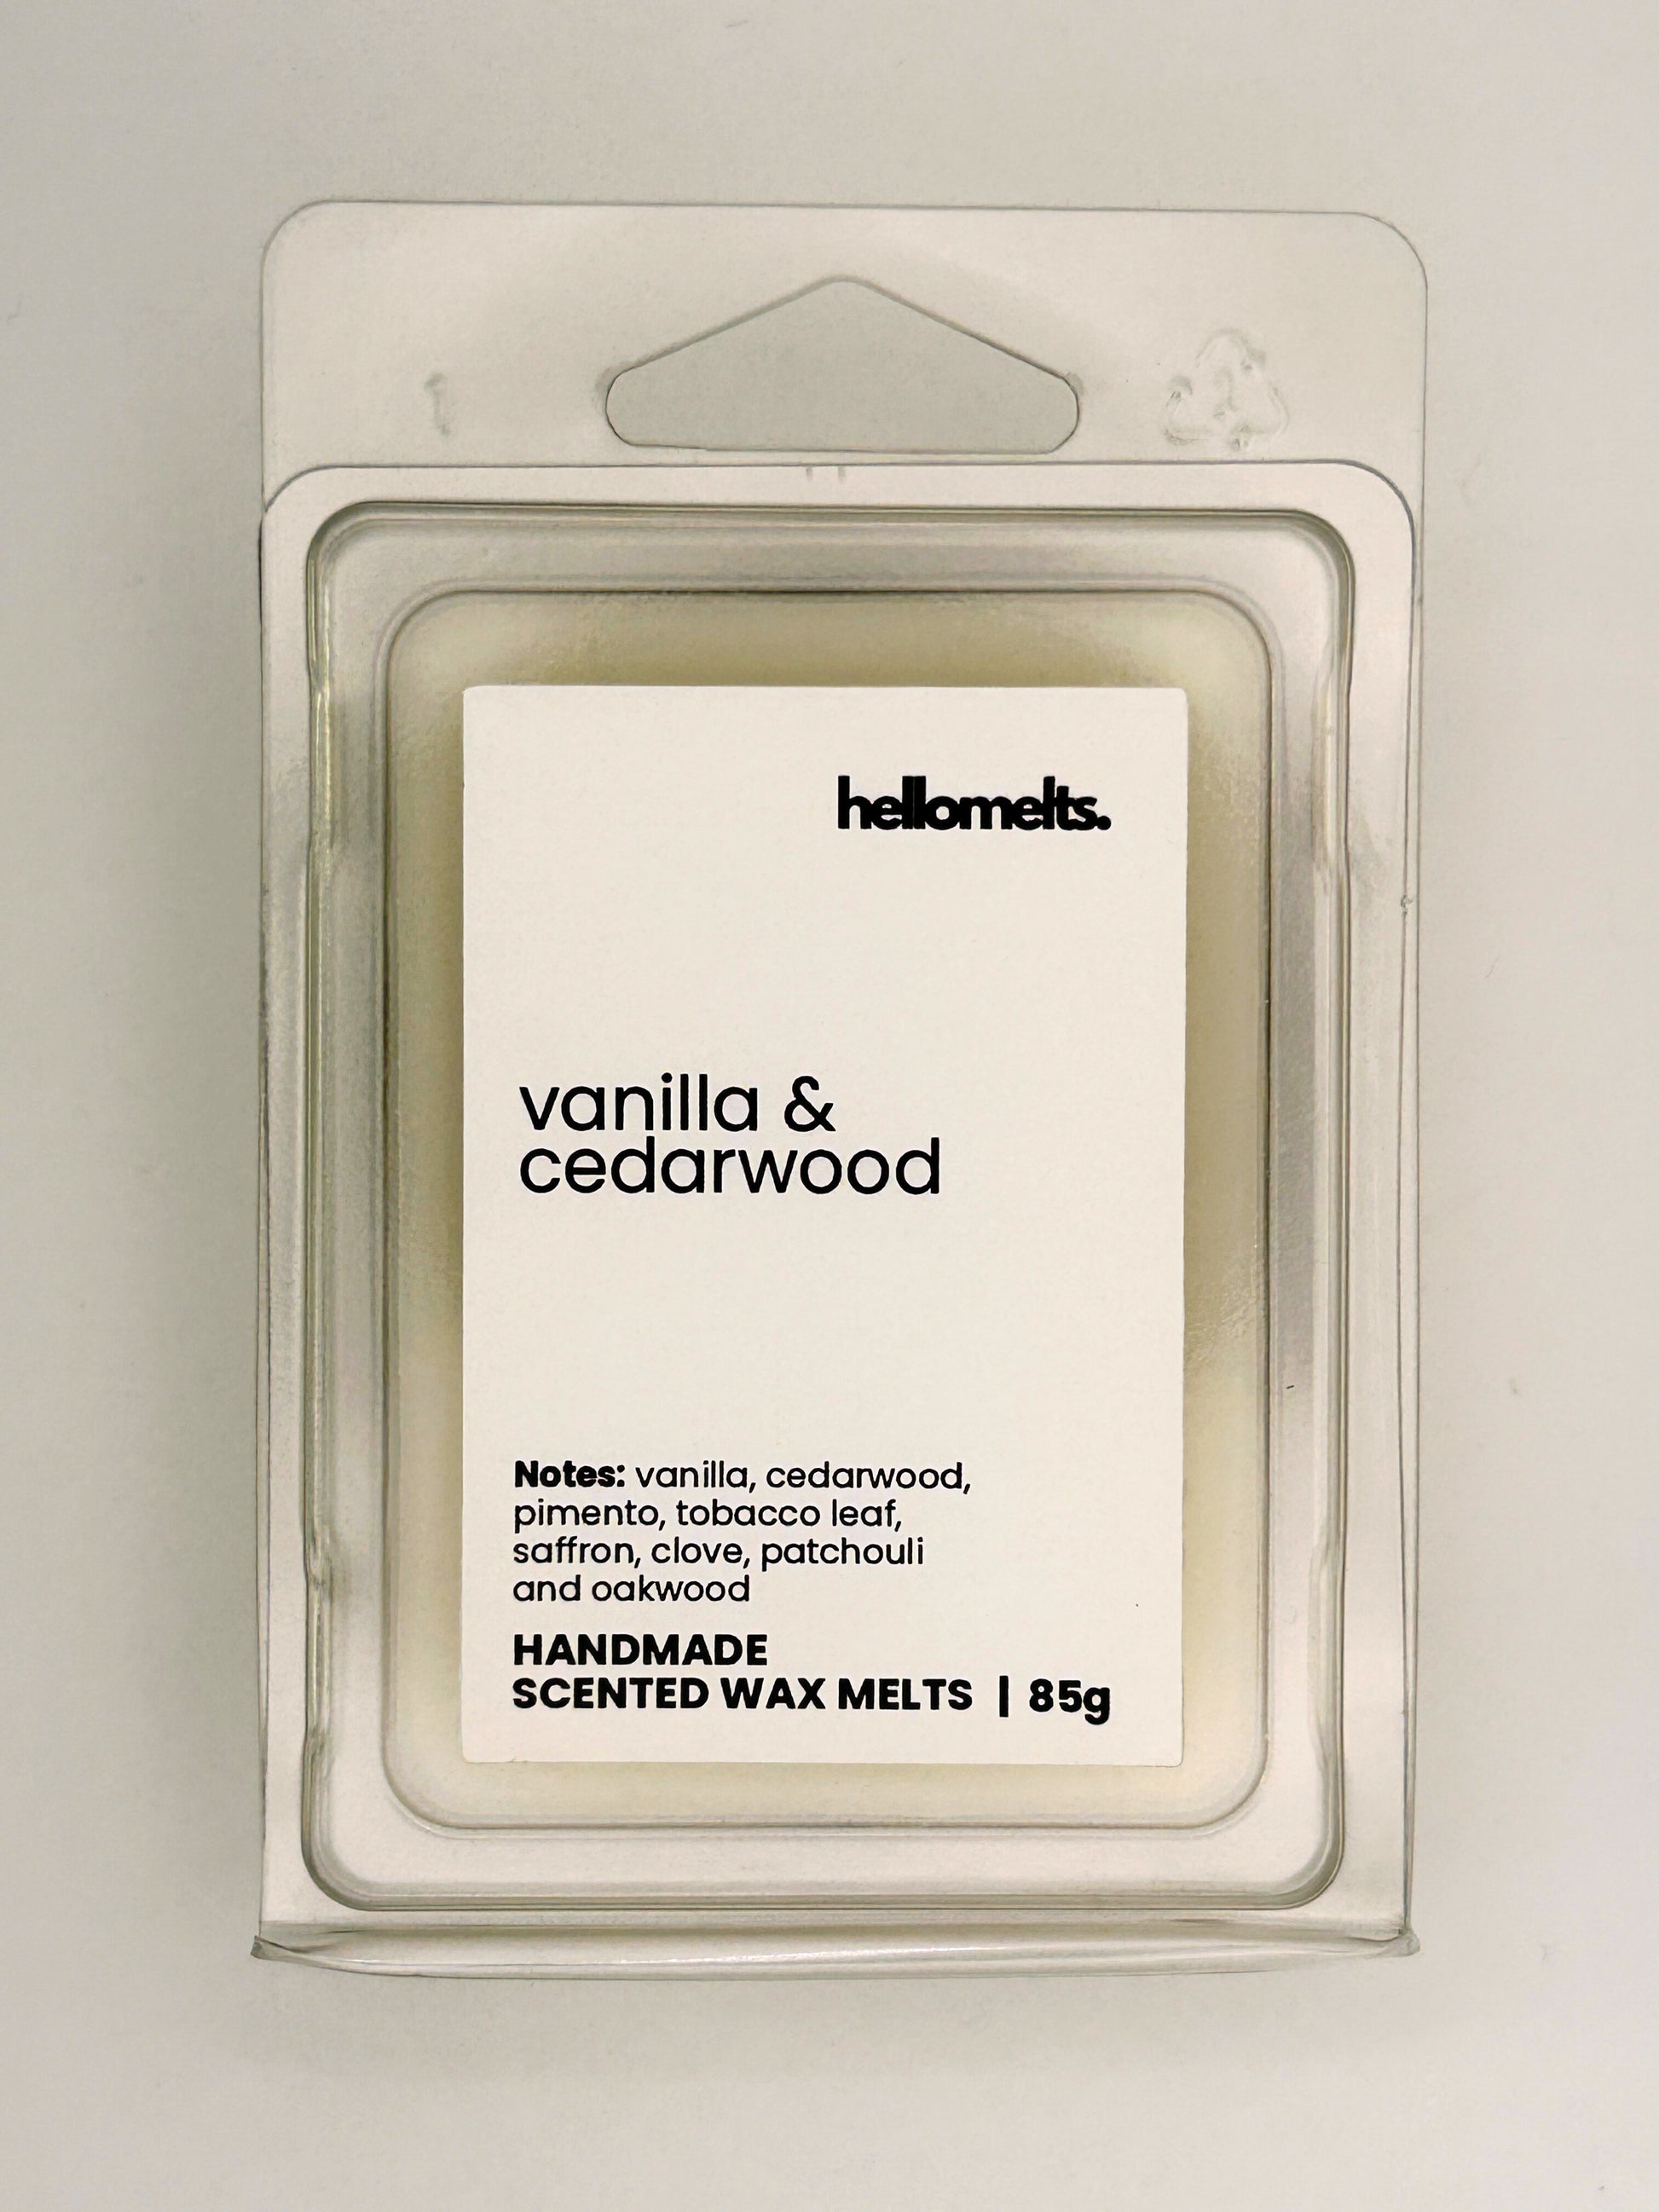 hellomelts.
vanilla &
cedarwood
Notes: vanilla, cedarwood,
pimento, tobacco leaf,
saffron, clove, patchouli
and oakwood
HANDMADE
SCENTED WAX MELTS | 85g